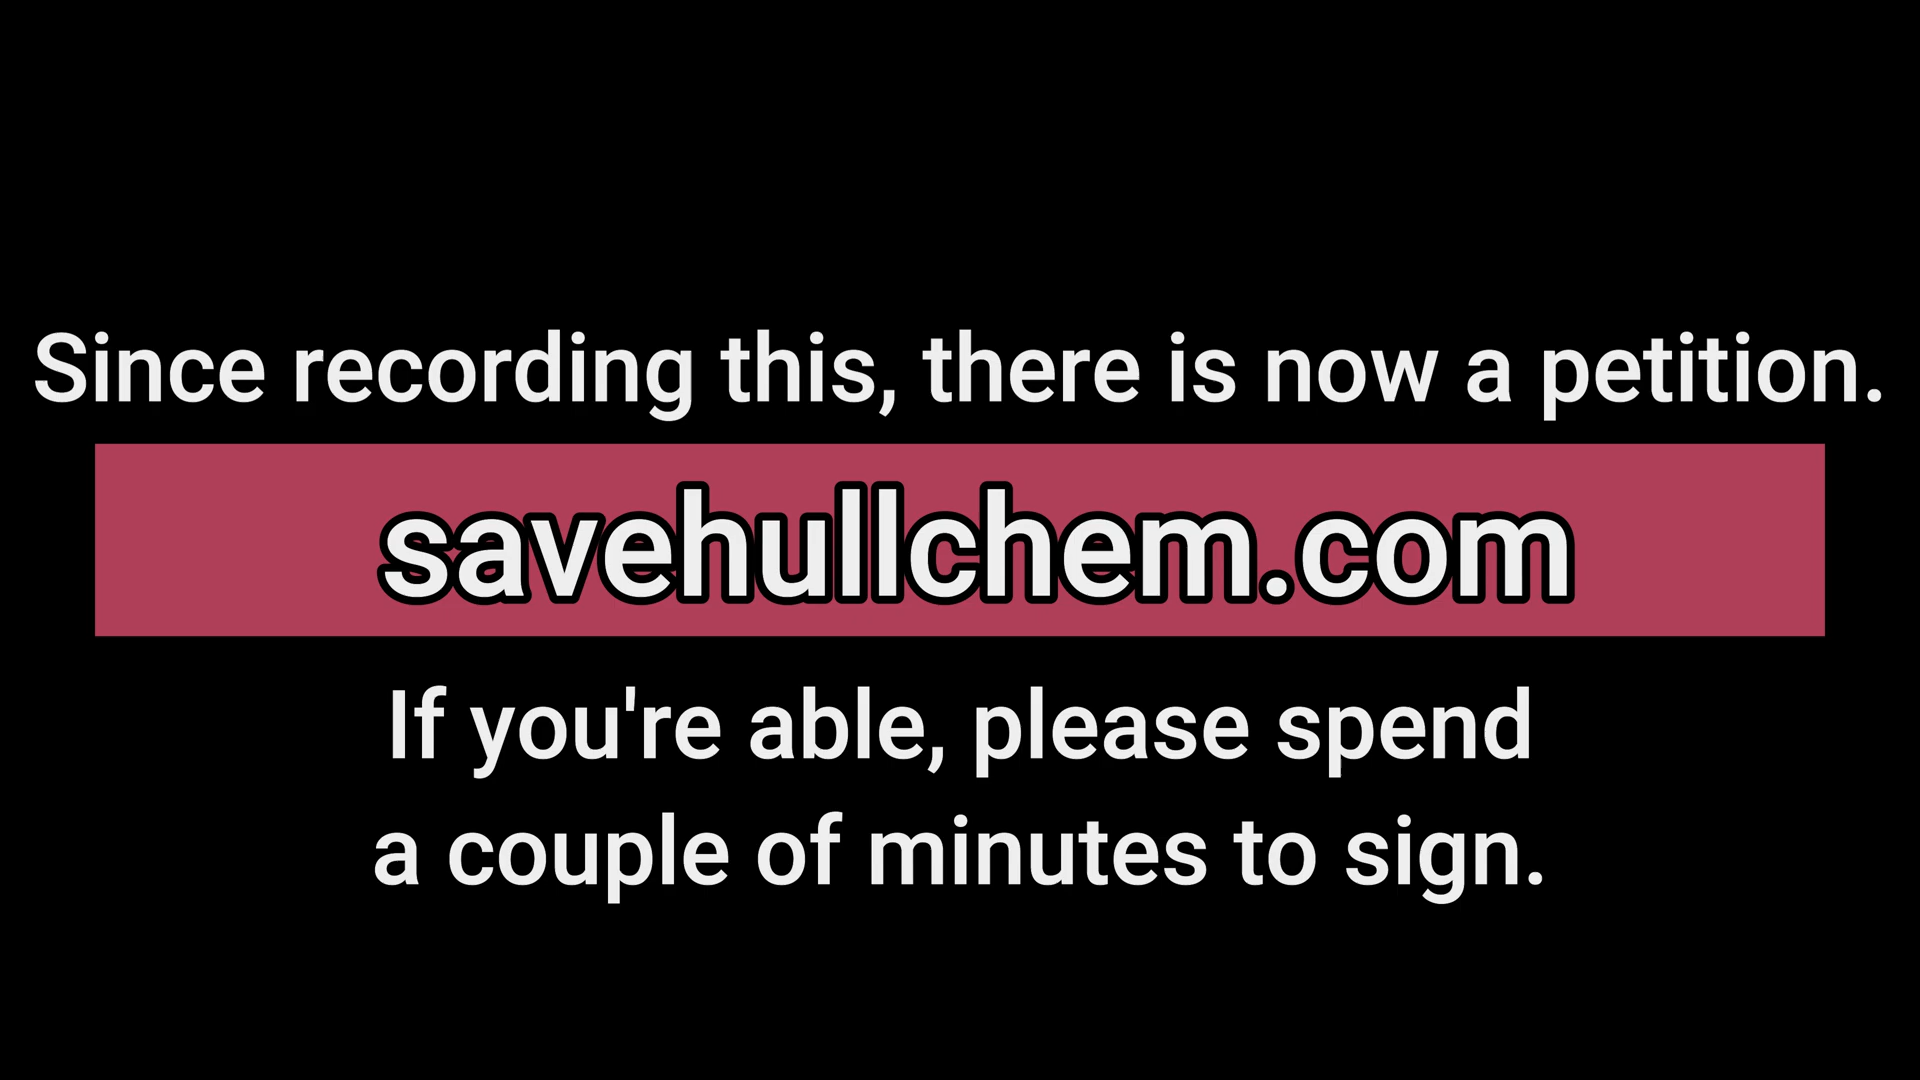 Since recording this, there is now a petition.
savehullchem.com
If you're able, please spend
a couple of minutes to sign.